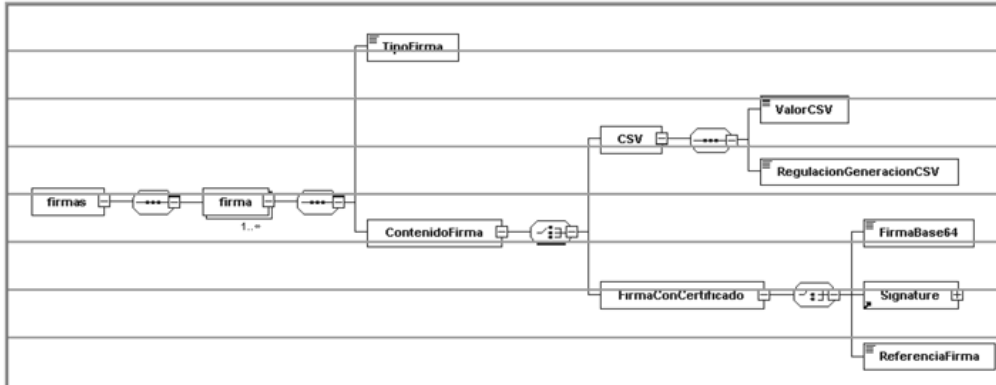 TipoFirma
ValorCSV
CSV
RegulacionGeneracionCSV
firmas
firma
1..∞
ContenidoFirma
FirmaBase64
FirmaConCertificado
Signature
ReferenciaFirma